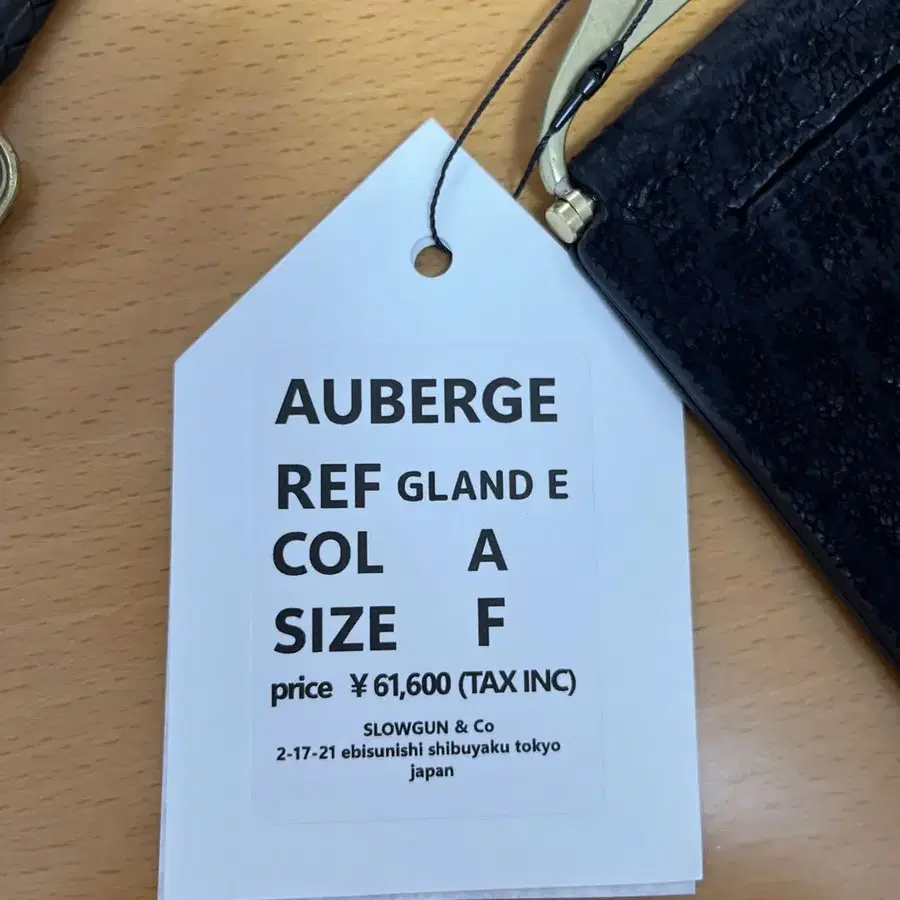 AUBERGE
REF GLAND E
COL A
SIZE F
price ¥61,600 (TAX INC)
SLOWGUN & Co
2-17-21 ebisunishi shibuyaku tokyo
japan